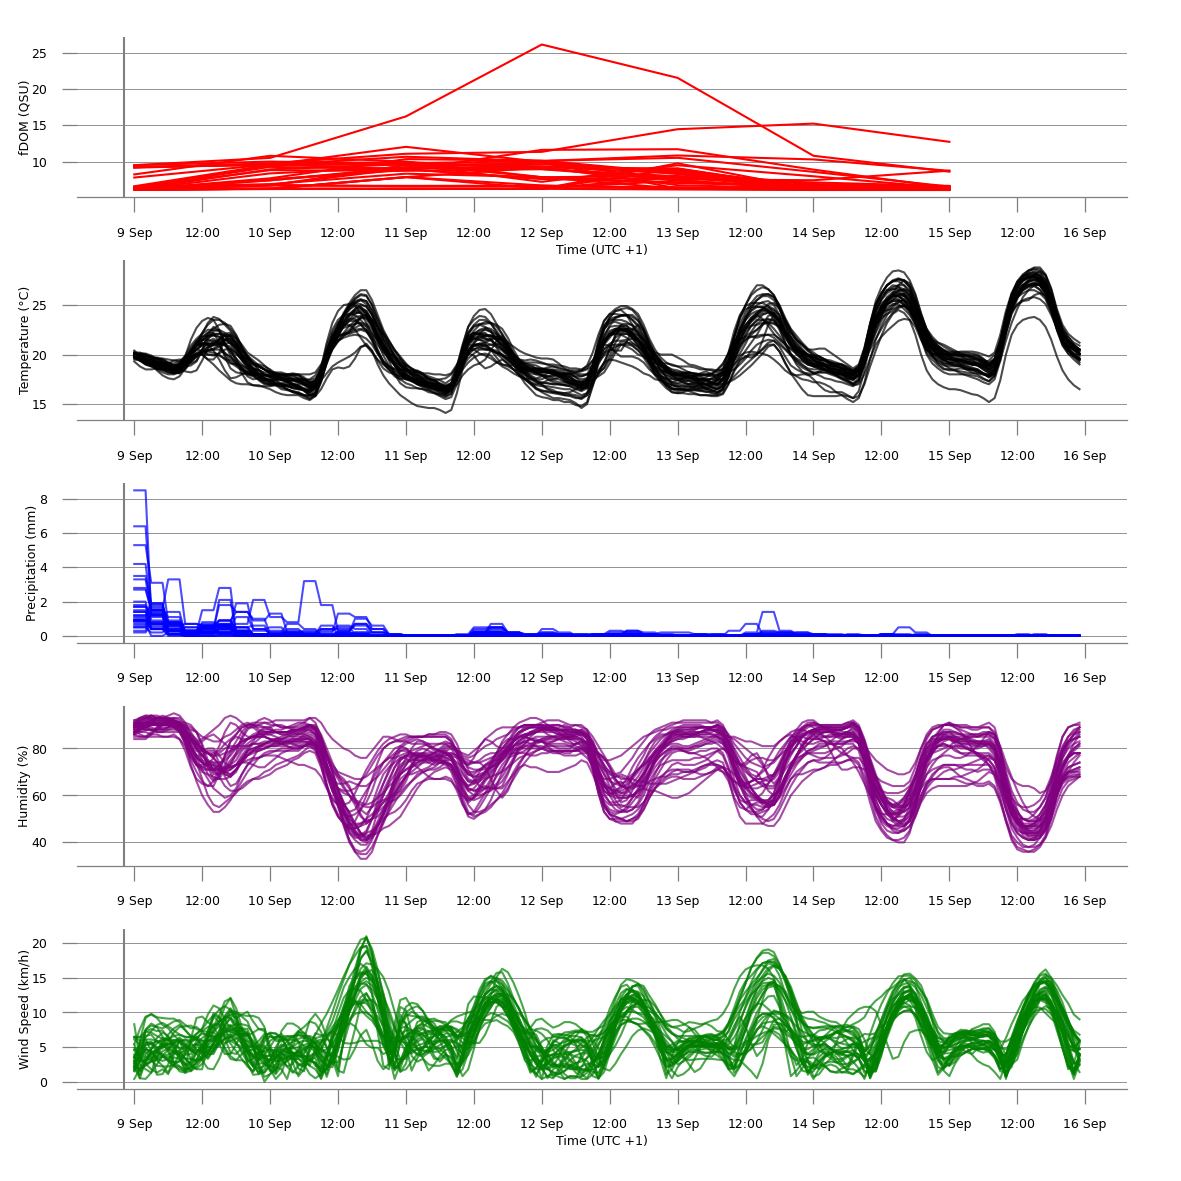 fDOM (QSU)
25
20
15
10
9 Sep 12:00 10 Sep 12:00 11 Sep 12:00 12 Sep 12:00 13 Sep 12:00 14 Sep 12:00 15 Sep 12:00 16 Sep
Time (UTC +1)
Temperature (°C)
25
20
15
9 Sep 12:00 10 Sep 12:00 11 Sep 12:00 12 Sep 12:00 13 Sep 12:00 14 Sep 12:00 15 Sep 12:00 16 Sep
Precipitation (mm)
8
6
4
2
0
9 Sep 12:00 10 Sep 12:00 11 Sep 12:00 12 Sep 12:00 13 Sep 12:00 14 Sep 12:00 15 Sep 12:00 16 Sep
Humidity (%)
80
60
40
9 Sep 12:00 10 Sep 12:00 11 Sep 12:00 12 Sep 12:00 13 Sep 12:00 14 Sep 12:00 15 Sep 12:00 16 Sep
Wind Speed (km/h)
20
15
10
5
0
9 Sep 12:00 10 Sep 12:00 11 Sep 12:00 12 Sep 12:00 13 Sep 12:00 14 Sep 12:00 15 Sep 12:00 16 Sep
Time (UTC +1)